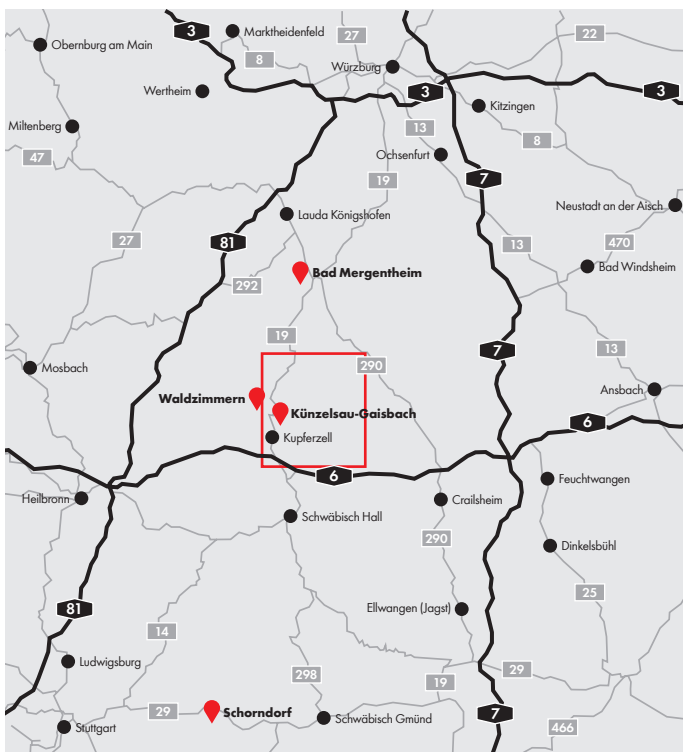 Marktheidenfeld
3
27
22
Obernburg am Main
8
Würzburg
Wertheim
3
3
Kitzingen
Miltenberg
13
8
47
Ochsenfurt
19
7
Neustadt an der Aisch
Lauda Königshofen
27
81
13
470
Bad Mergentheim
Bad Windsheim
292
19
7
13
Mosbach
290
Ansbach
Waldzimmern
Künzelsau-Gaisbach
6
Kupferzell
6
Feuchtwangen
Heilbronn
Crailsheim
Schwäbisch Hall
290
Dinkelsbühl
25
81
Ellwangen (Jagst)
14
Ludwigsburg
298
29
19
29
Schorndorf
Schwäbisch Gmünd
7
Stuttgart
466